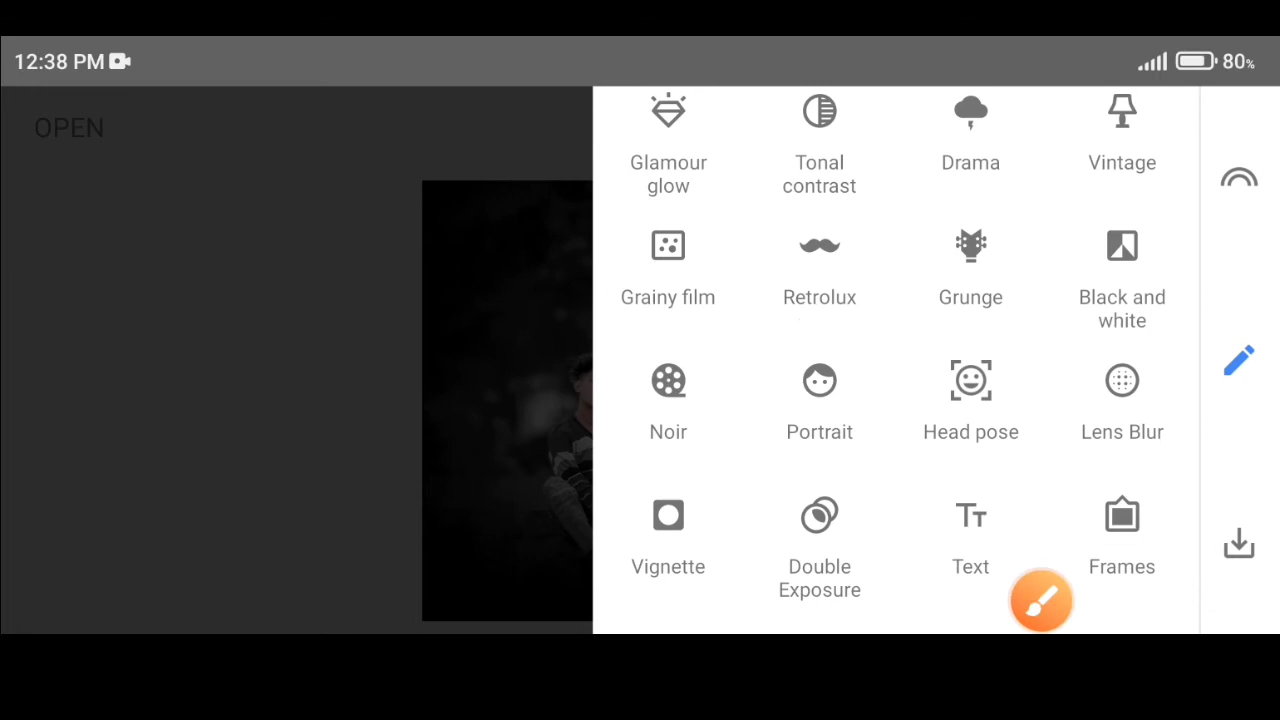 12:38 PM
80%
OPEN
Glamour glow
Tonal contrast
Drama
Vintage
Grainy film
Retrolux
Grunge
Black and white
Noir
Portrait
Head pose
Lens Blur
Vignette
Double Exposure
Text
Frames